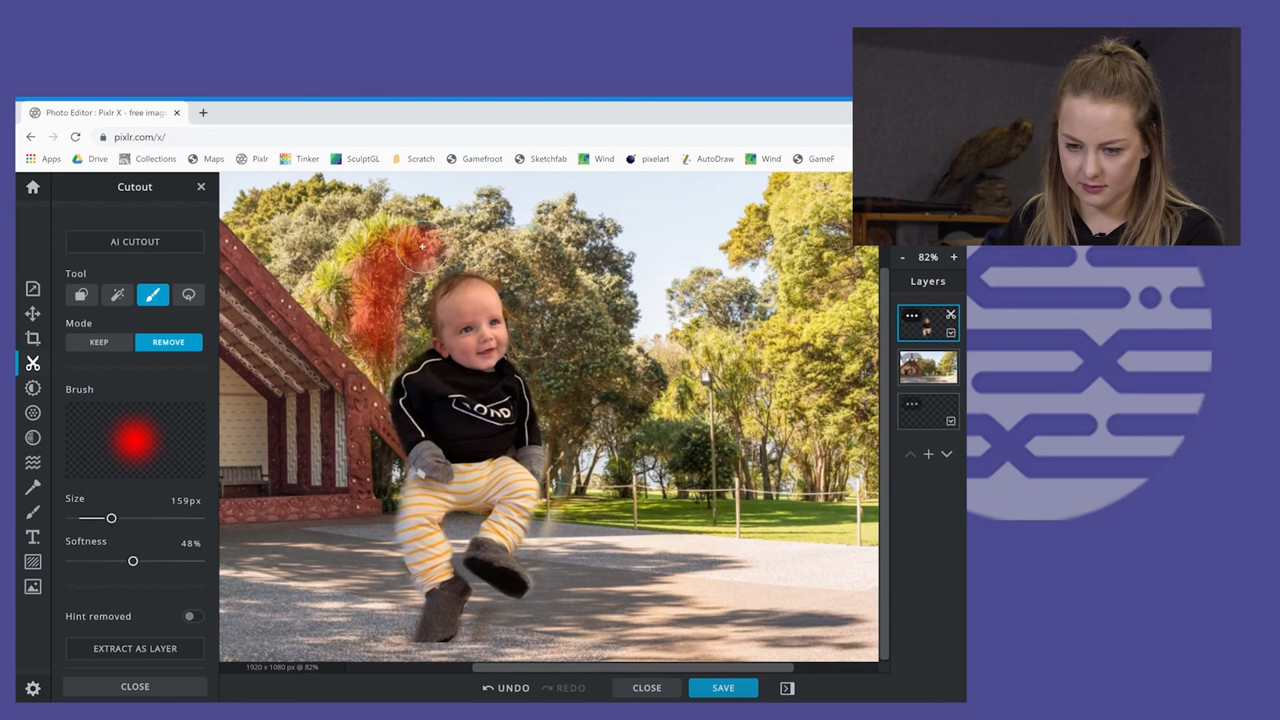 Photo Editor : Pixlr X - free imag
pixlr.com/x/
Apps Drive Collections Maps Pixlr Tinker SculptGL Scratch Gamefroot Sketchfab Wind pixelart AutoDraw Wind GameF
Cutout
AI CUTOUT
Tool
Mode
KEEP REMOVE
Brush
Size 159px
Softness 48%
Hint removed
EXTRACT AS LAYER
CLOSE
1920 x 1080 px @ 82%
UNDO REDO CLOSE SAVE
- 82% +
Layers